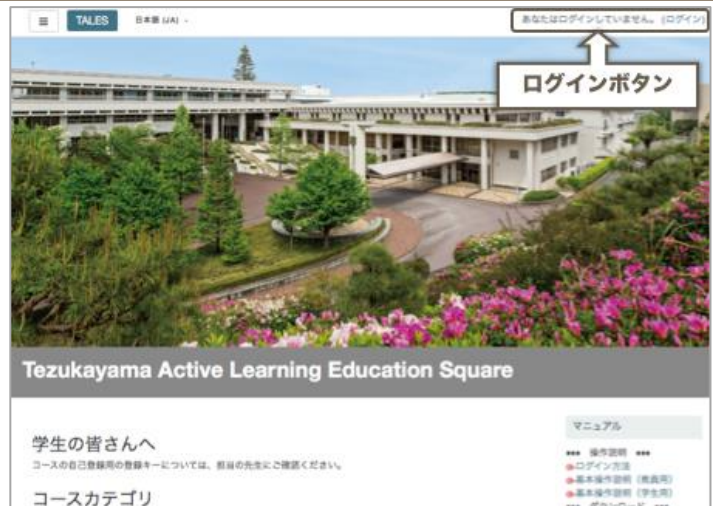 TALES
日本語 (JA)
あなたはログインしていません。 (ログイン)
ログインボタン
Tezukayama Active Learning Education Square
学生の皆さんへ
コースの自己登録用の登録キーについては、担当の先生にご確認ください。
コースカテゴリ
マニュアル
*** 操作説明 ***
ログイン方法
基本操作説明（教員用）
基本操作説明（学生用）
*** ダウンロード ***